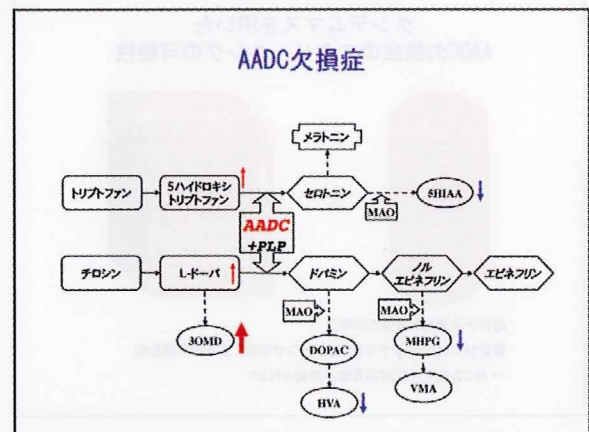 AADC欠損症
メラトニン
トリプトファン
5ハイドロキシ
トリプトファン
セロトニン
MAO
5HIAA
AADC
+PLP
チロシン
L-ドーパ
ドパミン
ノル
エピネフリン
エピネフリン
MAO
MAO
3OMD
DOPAC
MHPG
HVA
VMA